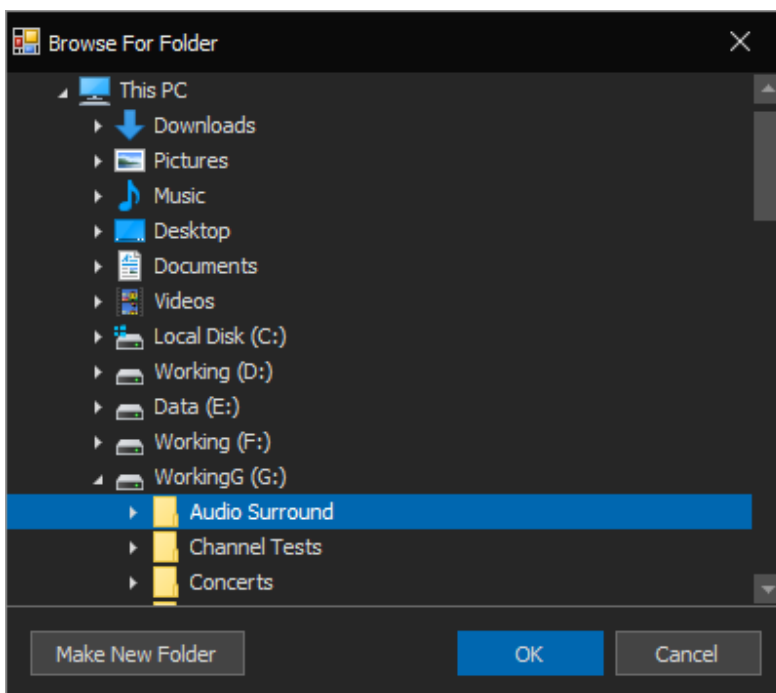 Browse For Folder
This PC
Downloads
Pictures
Music
Desktop
Documents
Videos
Local Disk (C:)
Working (D:)
Data (E:)
Working (F:)
WorkingG (G:)
Audio Surround
Channel Tests
Concerts
Make New Folder
OK
Cancel